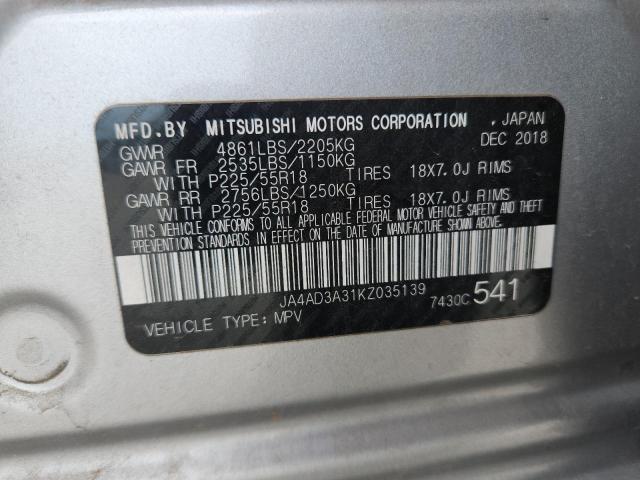 MFD.BY MITSUBISHI MOTORS CORPORATION , JAPAN
GVWR 4861LBS/2205KG DEC 2018
GAWR FR 2535LBS/1150KG
WITH P225/55R18 TIRES 18X7.0J RIMS
GAWR RR 2756LBS/1250KG
WITH P225/55R18 TIRES 18X7.0J RIMS
THIS VEHICLE CONFORMS TO ALL APPLICABLE FEDERAL MOTOR VEHICLE SAFETY AND THEFT
PREVENTION STANDARDS IN EFFECT ON THE DATE OF MANUFACTURE SHOWN ABOVE.
JA4AD3A31KZ035139 7430C 541
VEHICLE TYPE: MPV